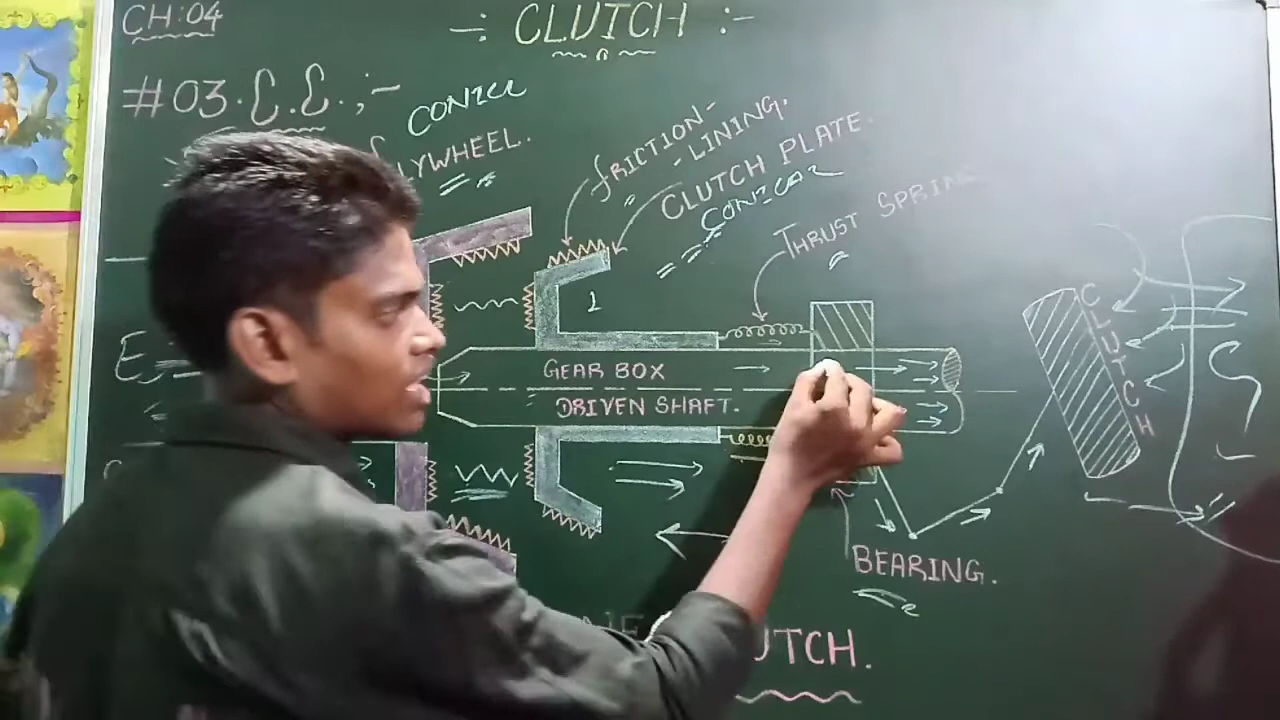 CH:04
-: CLUTCH :-
#03. C.C. :-
CONICAL
FLYWHEEL.
FRICTION-
-LINING.
CLUTCH PLATE.
CONICAL
THRUST SPRING
1
GEAR BOX
DRIVEN SHAFT.
CLUTCH
BEARING.